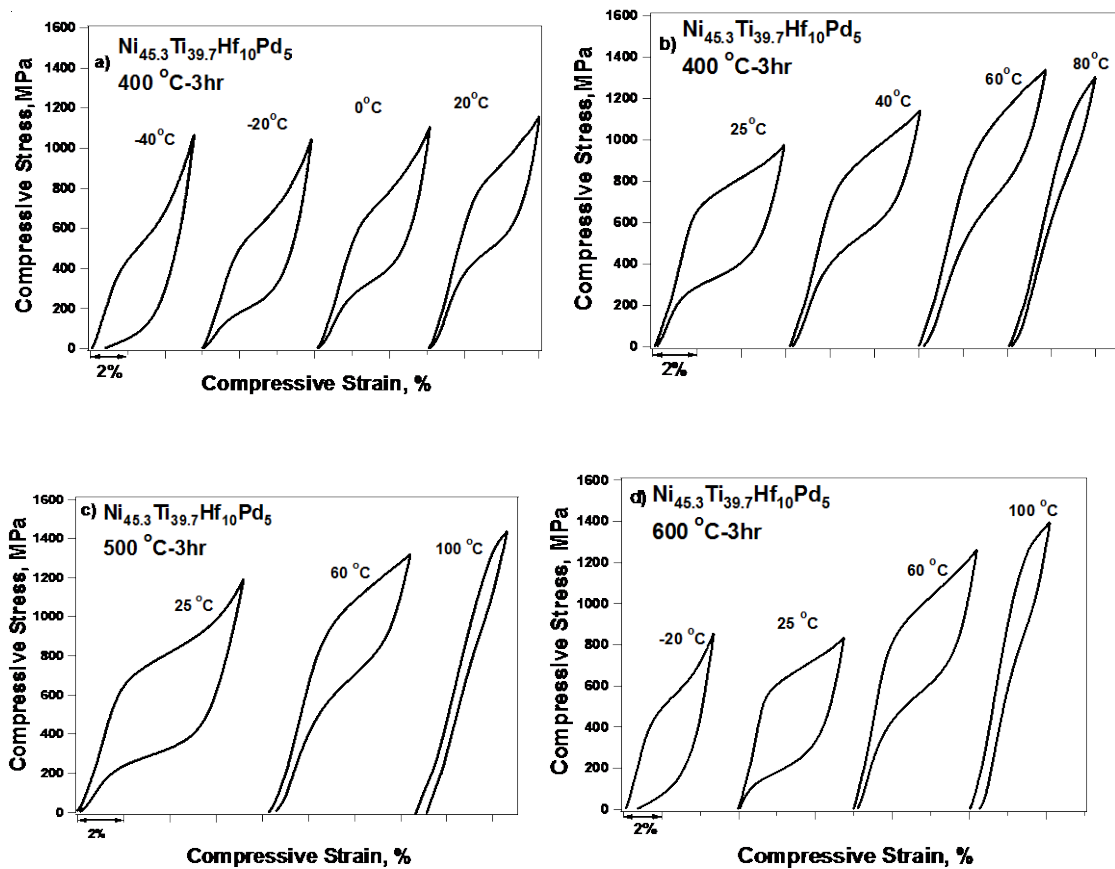 a) Ni45.3Ti39.7Hf10Pd5
400 °C-3hr
-40°C
-20°C
0°C
20°C
1600
1400
1200
1000
800
600
400
200
0
Compressive Stress,MPa
2%
Compressive Strain, %
b) Ni45.3Ti39.7Hf10Pd5
400 °C-3hr
25°C
40°C
60°C
80°C
1600
1400
1200
1000
800
600
400
200
0
Compressive Stress, MPa
2%
Compressive Strain, %
c) Ni45.3Ti39.7Hf10Pd5
500 °C-3hr
25 °C
60 °C
100 °C
1600
1400
1200
1000
800
600
400
200
0
Compressive Stress, MPa
2%
Compressive Strain, %
d) Ni45.3Ti39.7Hf10Pd5
600 °C-3hr
-20 °C
25 °C
60 °C
100 °C
1600
1400
1200
1000
800
600
400
200
0
Compressive Stress, MPa
2%
Compressive Strain, %